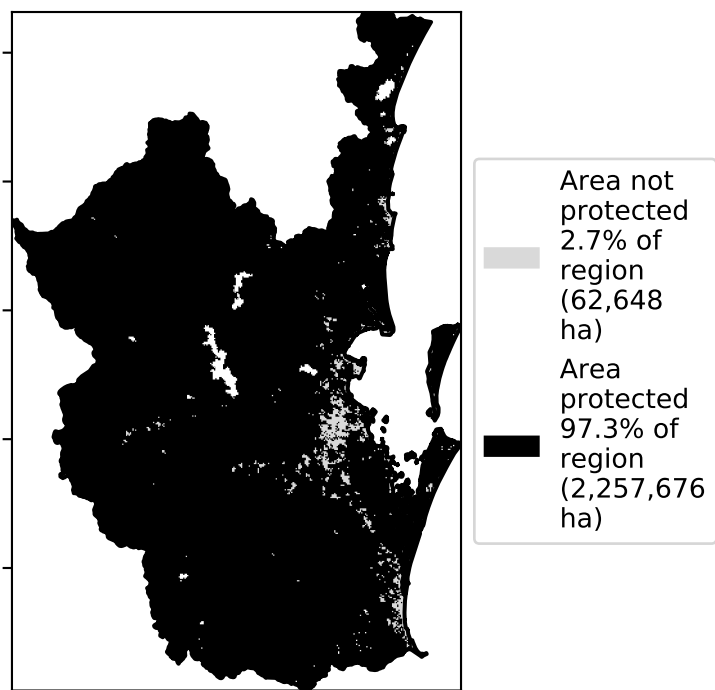 Area not
protected
2.7% of
region
(62,648
ha)
Area
protected
97.3% of
region
(2,257,676
ha)